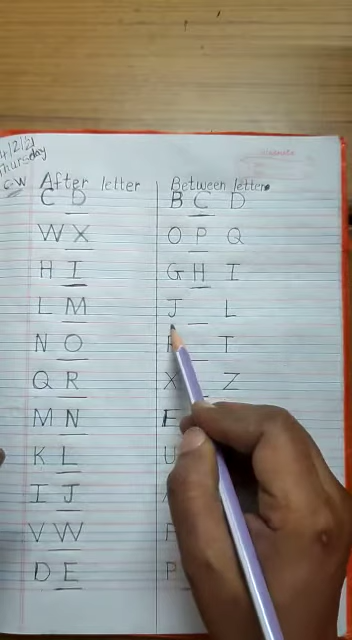 4/2/21
Thursday
C-W
After letter Between letter
C D B C D
W X O P Q
H I G H I
L M J _ L
N O _ T
Q R X _ Z
M N
K L U
I J
V W F
D E P